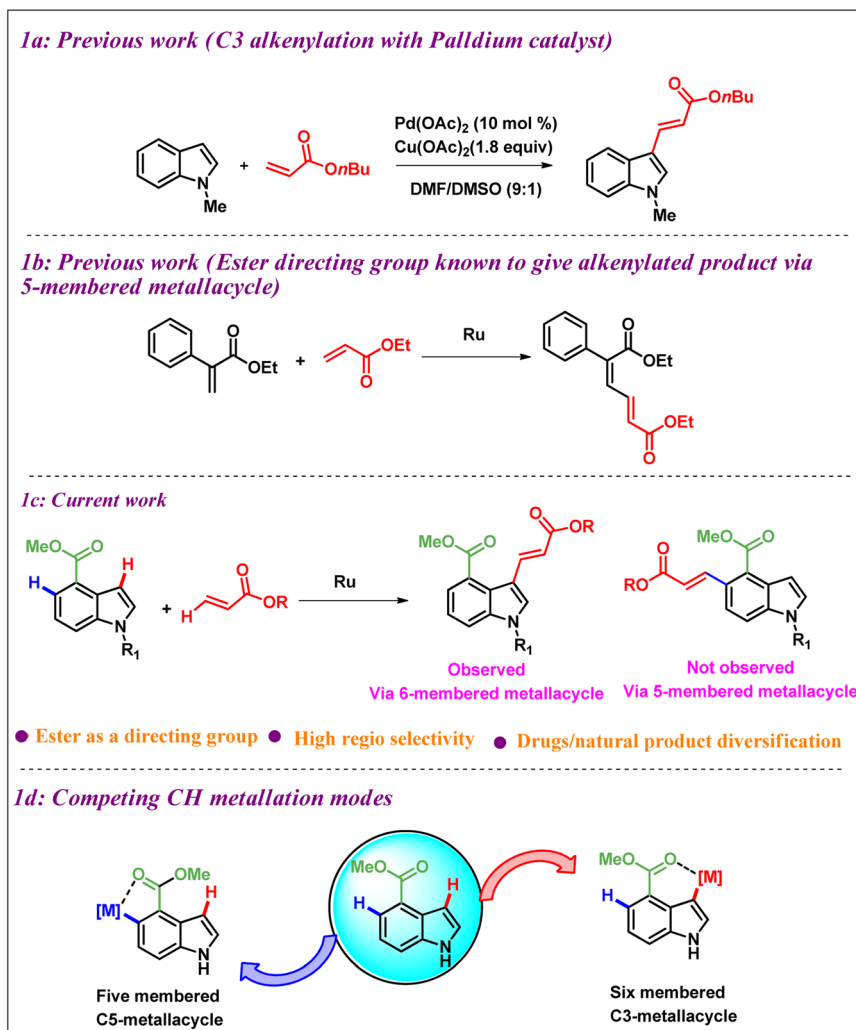 1a: Previous work (C3 alkenylation with Palldium catalyst)
O
OnBu
Pd(OAc)2 (10 mol %)
Cu(OAc)2(1.8 equiv)
DMF/DMSO (9:1)
N
Me
+
O
OnBu
N
Me
1b: Previous work (Ester directing group known to give alkenylated product via
5-membered metallacycle)
O
OEt
+
OEt
O
Ru
O
OEt
OEt
O
1c: Current work
MeO
O
H
H
N
R1
+
H
O
OR
Ru
MeO
O
O
OR
N
R1
O
RO
MeO
O
N
R1
Observed
Via 6-membered metallacycle
Not observed
Via 5-membered metallacycle
Ester as a directing group
High regio selectivity
Drugs/natural product diversification
1d: Competing CH metallation modes
O
OMe
[M]
H
N
H
MeO
O
H
H
N
H
MeO
O
[M]
H
N
H
Five membered
C5-metallacycle
Six membered
C3-metallacycle